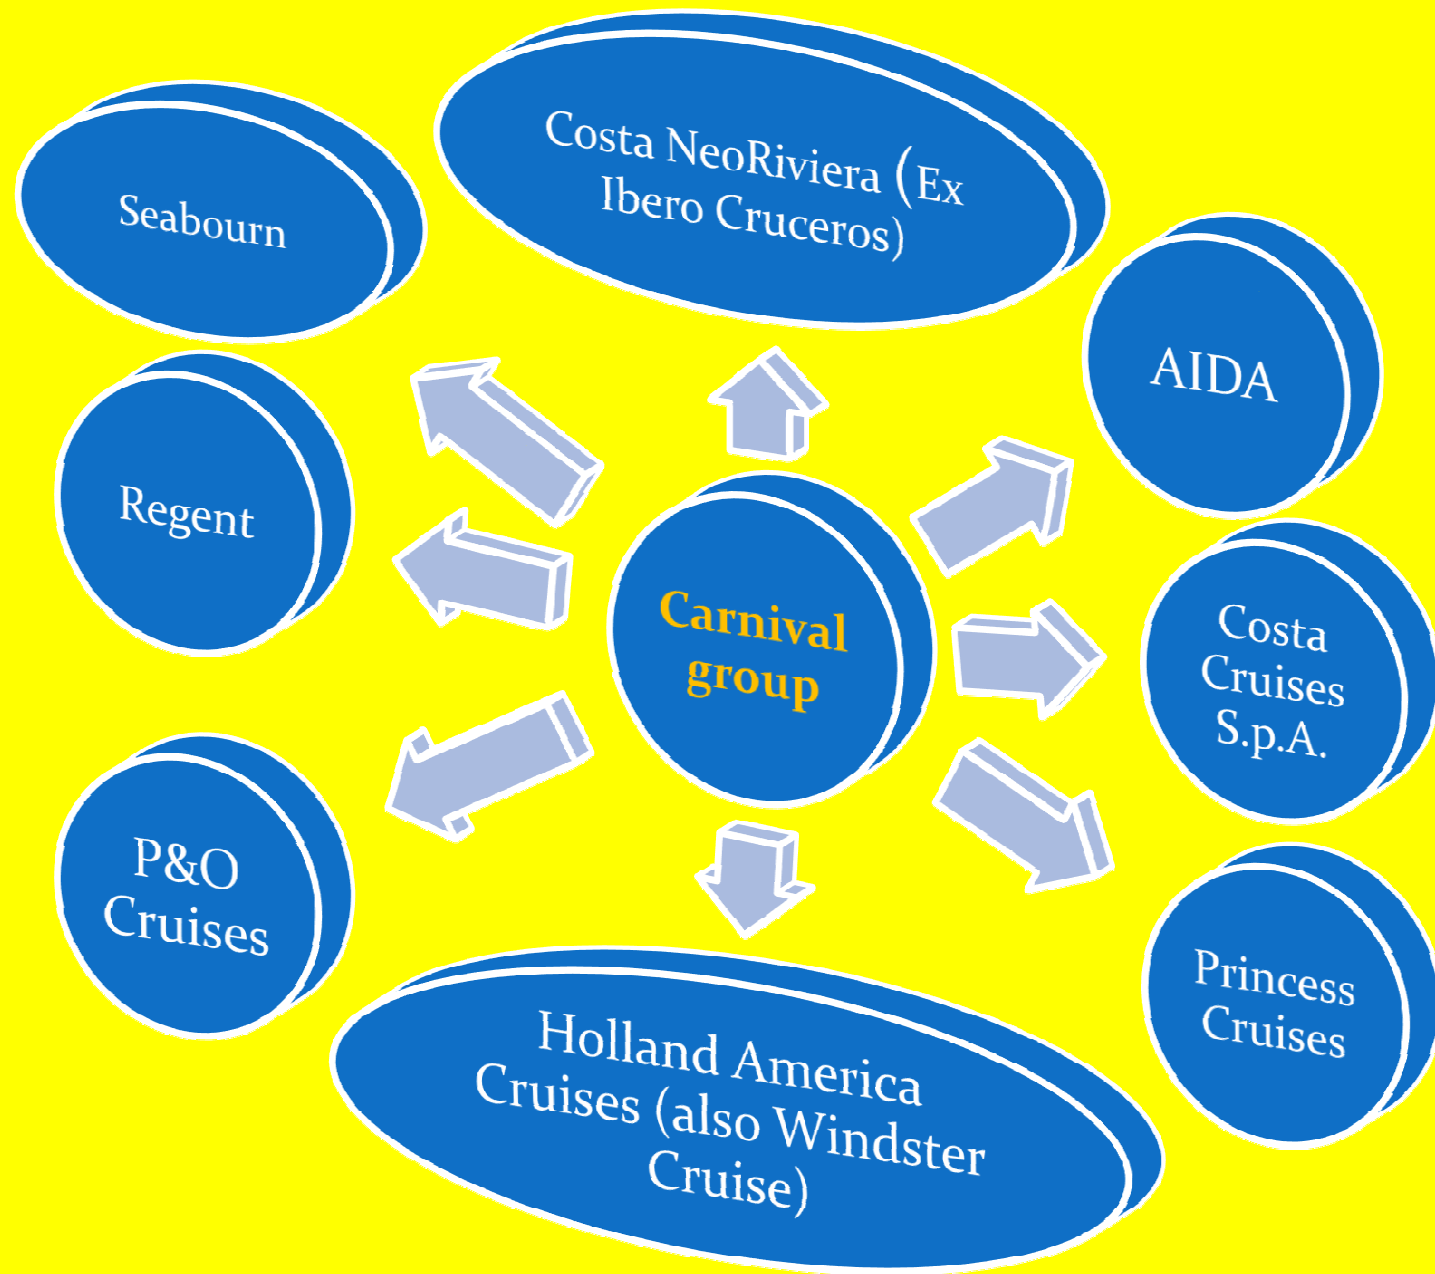 Costa NeoRiviera (Ex
Ibero Cruceros)
Seabourn
AIDA
Regent
Carnival
group
Costa
Cruises
S.p.A.
P&O
Cruises
Princess
Cruises
Holland America
Cruises (also Windster
Cruise)